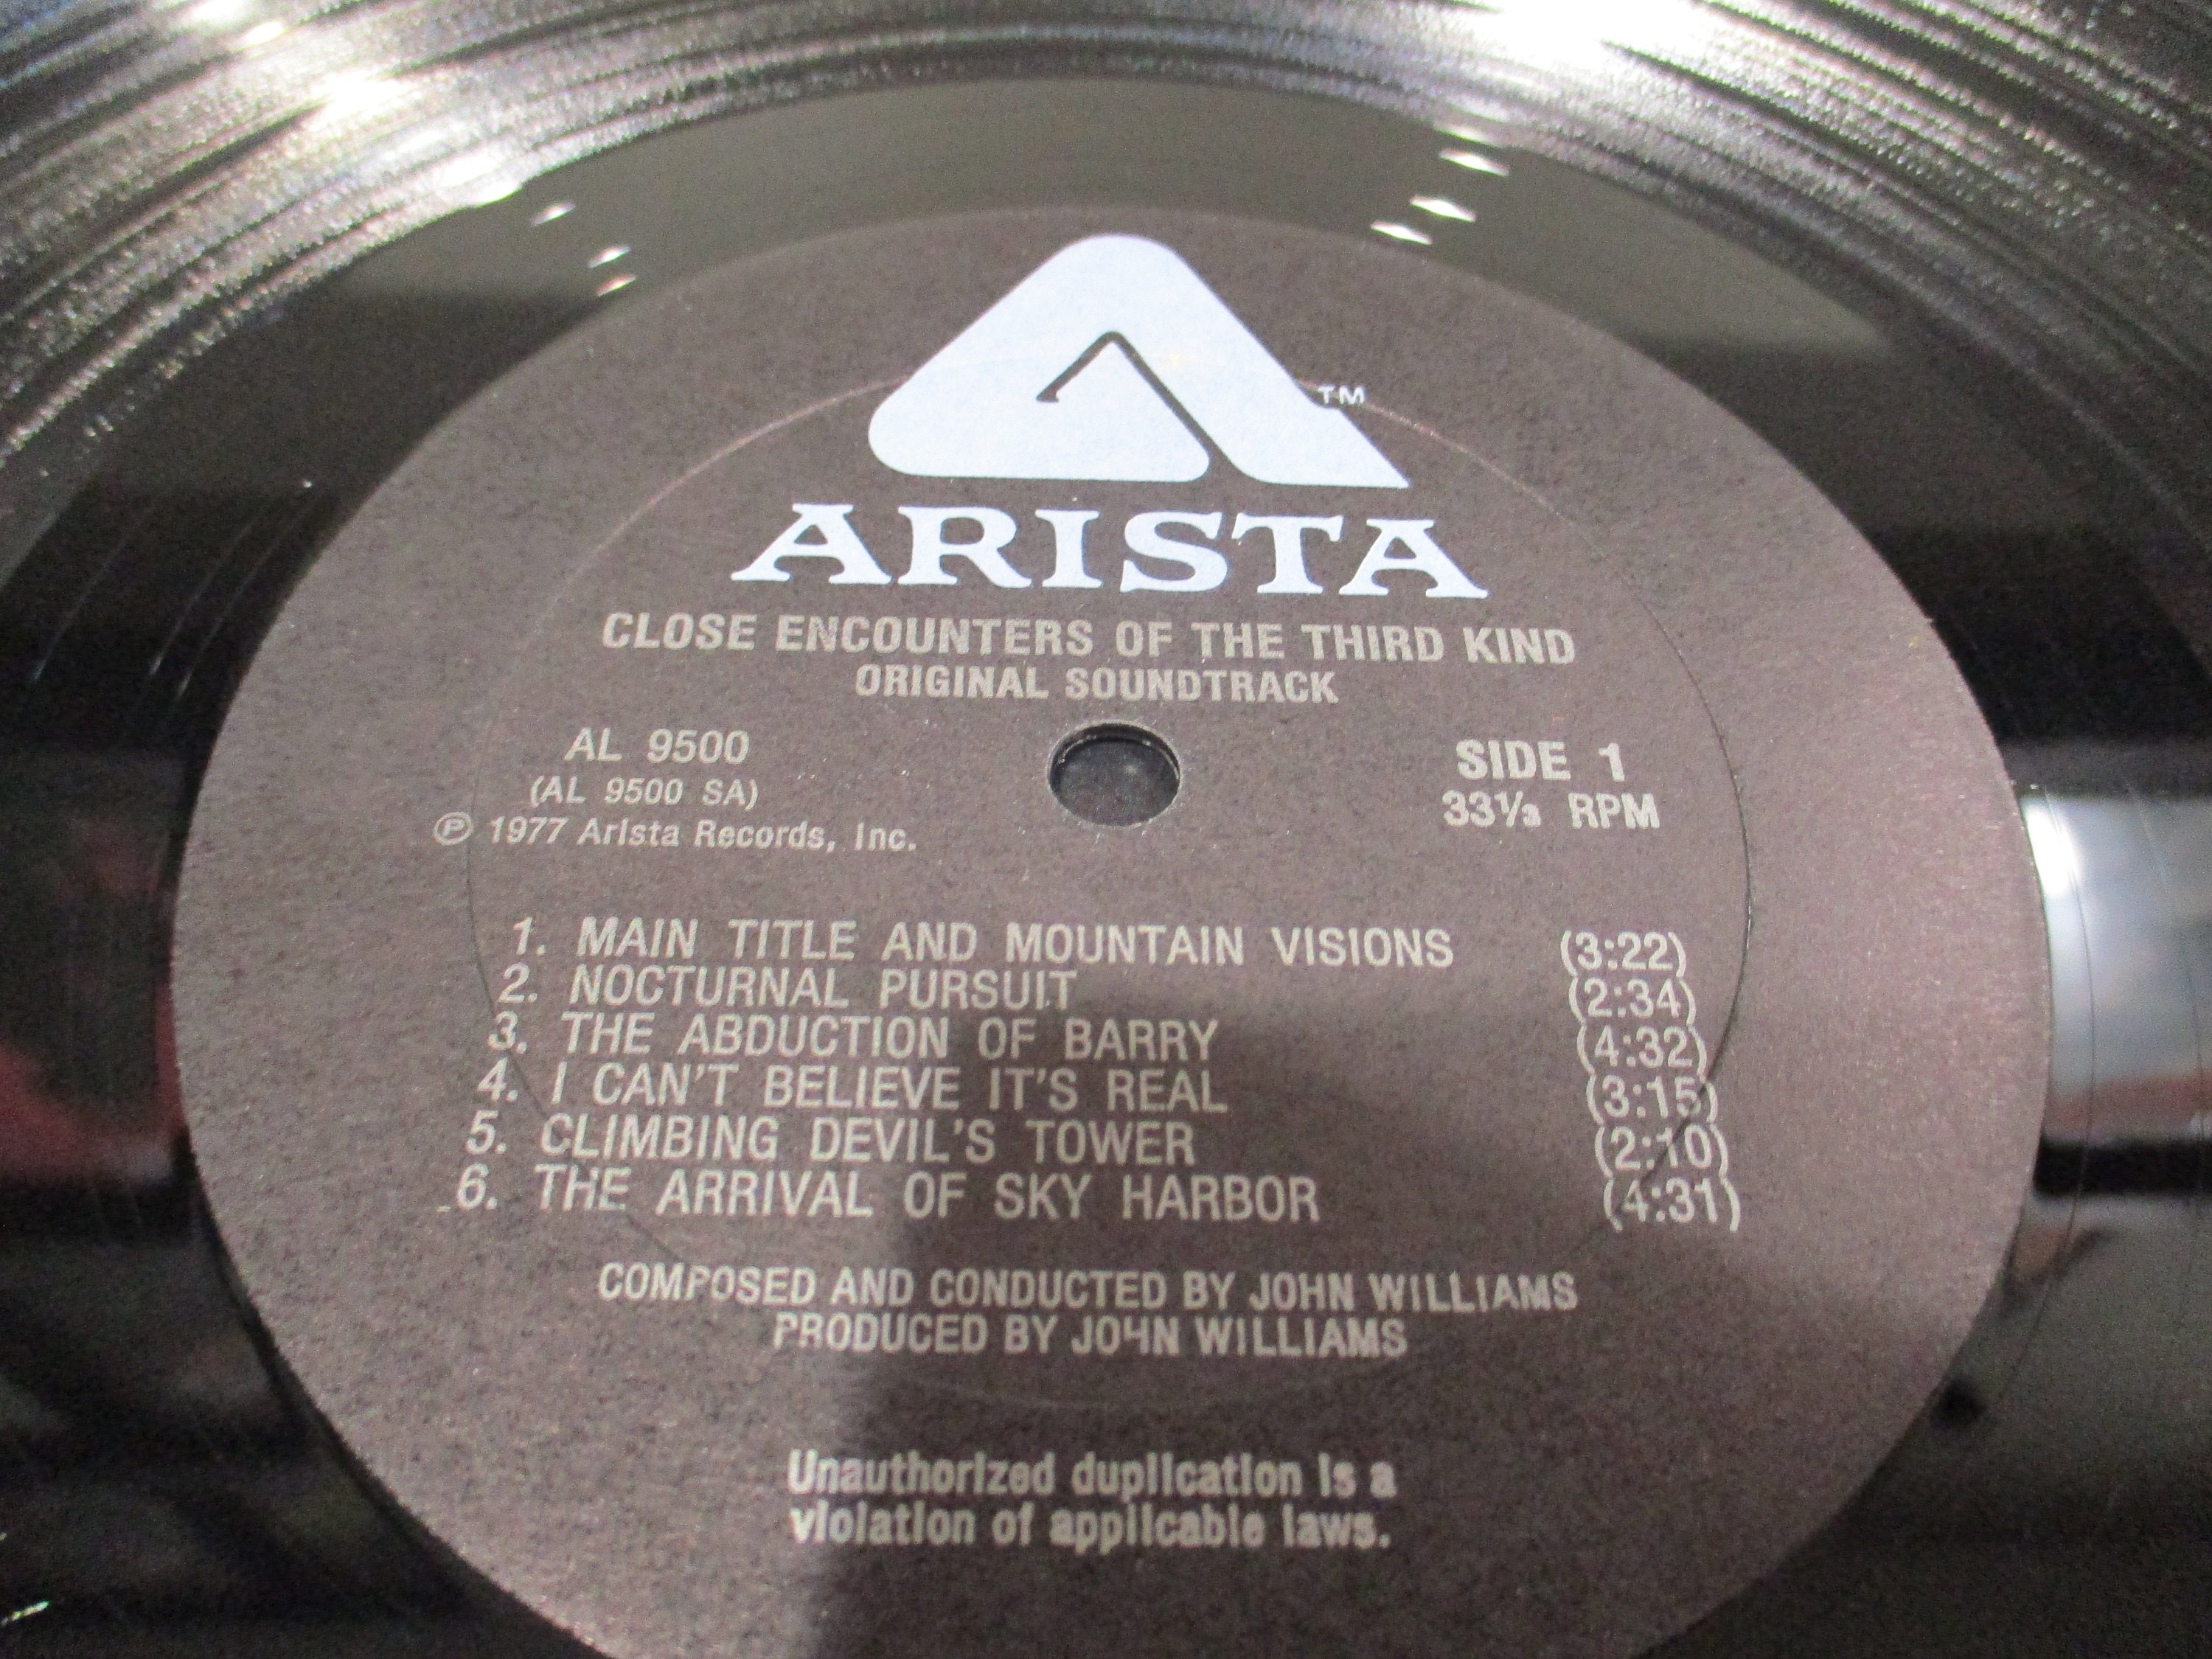 TM
ARISTA
CLOSE ENCOUNTERS OF THE THIRD KIND
ORIGINAL SOUNDTRACK
AL 9500
(AL 9500 SA)
℗ 1977 Arista Records, Inc.
SIDE 1
33⅓ RPM
1. MAIN TITLE AND MOUNTAIN VISIONS (3:22)
2. NOCTURNAL PURSUIT (2:34)
3. THE ABDUCTION OF BARRY (4:32)
4. I CAN'T BELIEVE IT'S REAL (3:15)
5. CLIMBING DEVIL'S TOWER (2:10)
6. THE ARRIVAL OF SKY HARBOR (4:31)
COMPOSED AND CONDUCTED BY JOHN WILLIAMS
PRODUCED BY JOHN WILLIAMS
Unauthorized duplication is a
violation of applicable laws.